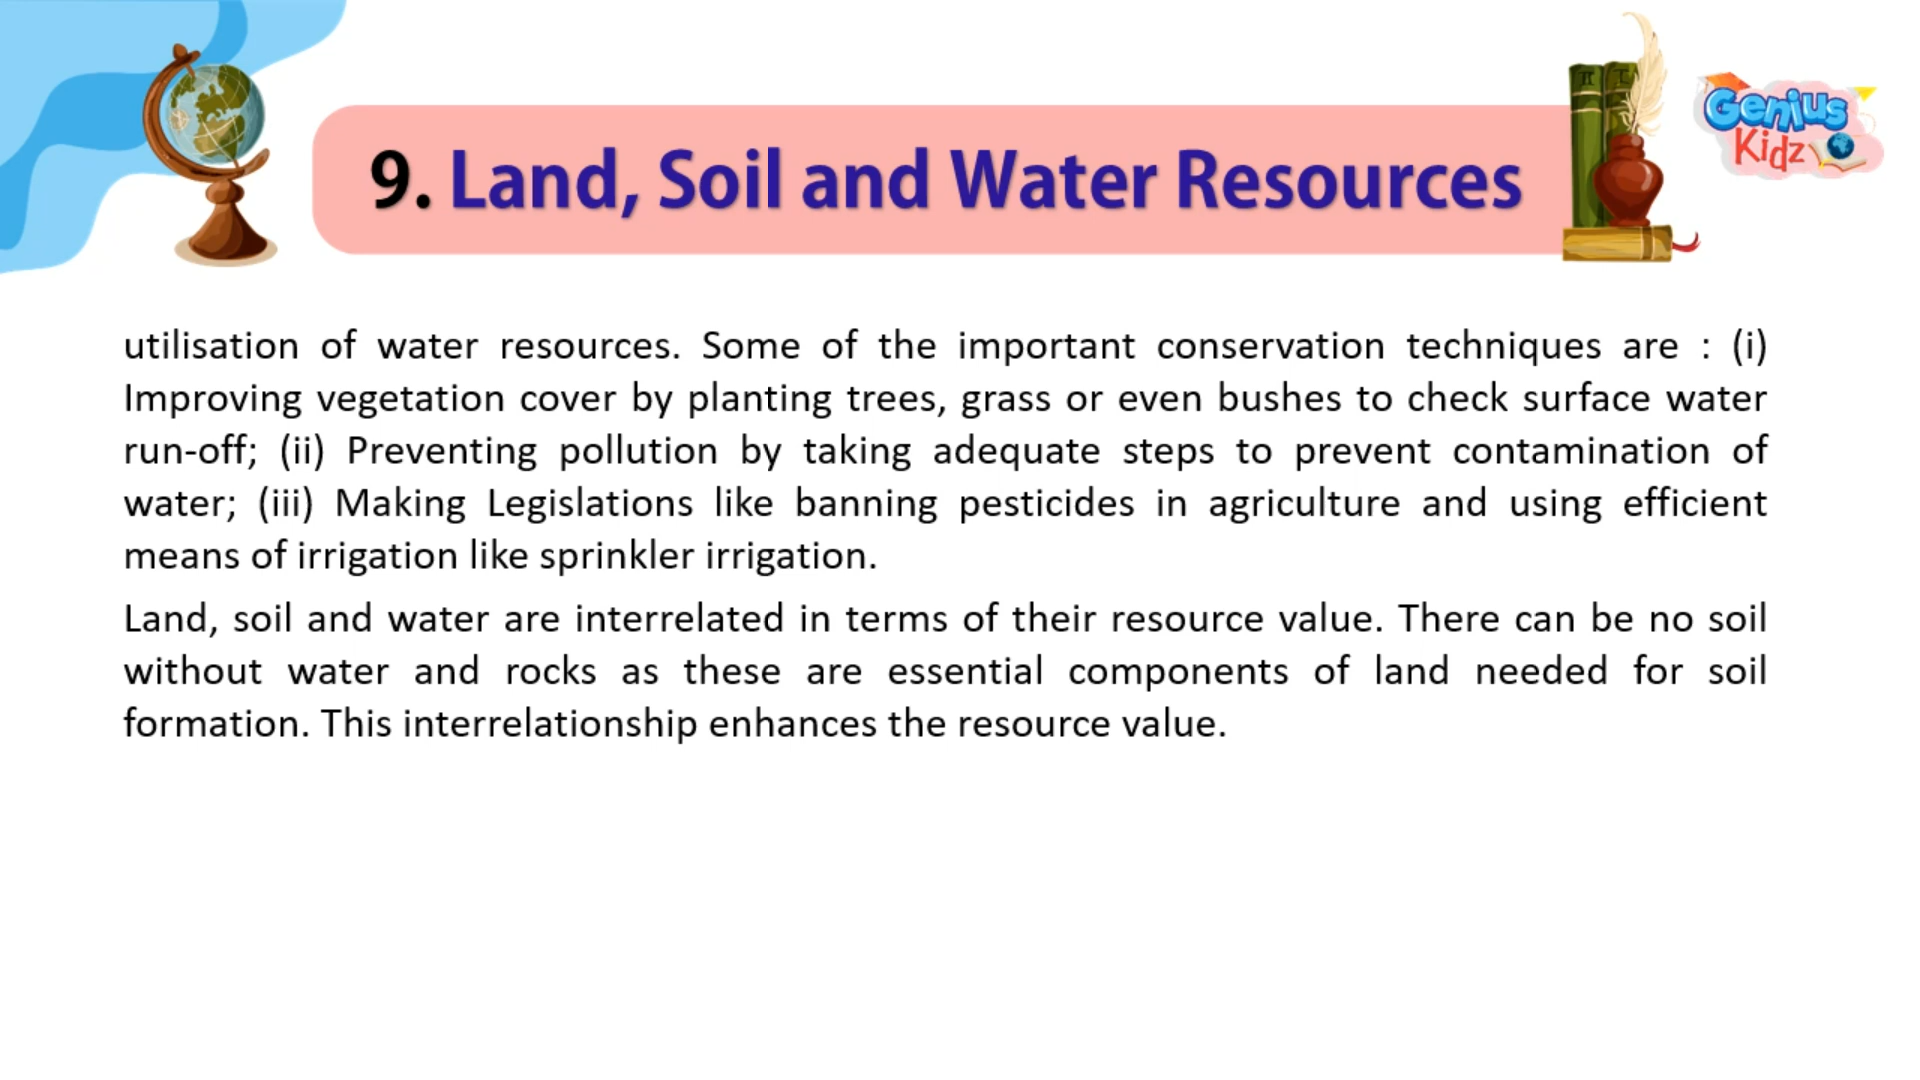 9. Land, Soil and Water Resources
Genius
Kidz
utilisation of water resources. Some of the important conservation techniques are : (i)
Improving vegetation cover by planting trees, grass or even bushes to check surface water
run-off; (ii) Preventing pollution by taking adequate steps to prevent contamination of
water; (iii) Making Legislations like banning pesticides in agriculture and using efficient
means of irrigation like sprinkler irrigation.
Land, soil and water are interrelated in terms of their resource value. There can be no soil
without water and rocks as these are essential components of land needed for soil
formation. This interrelationship enhances the resource value.